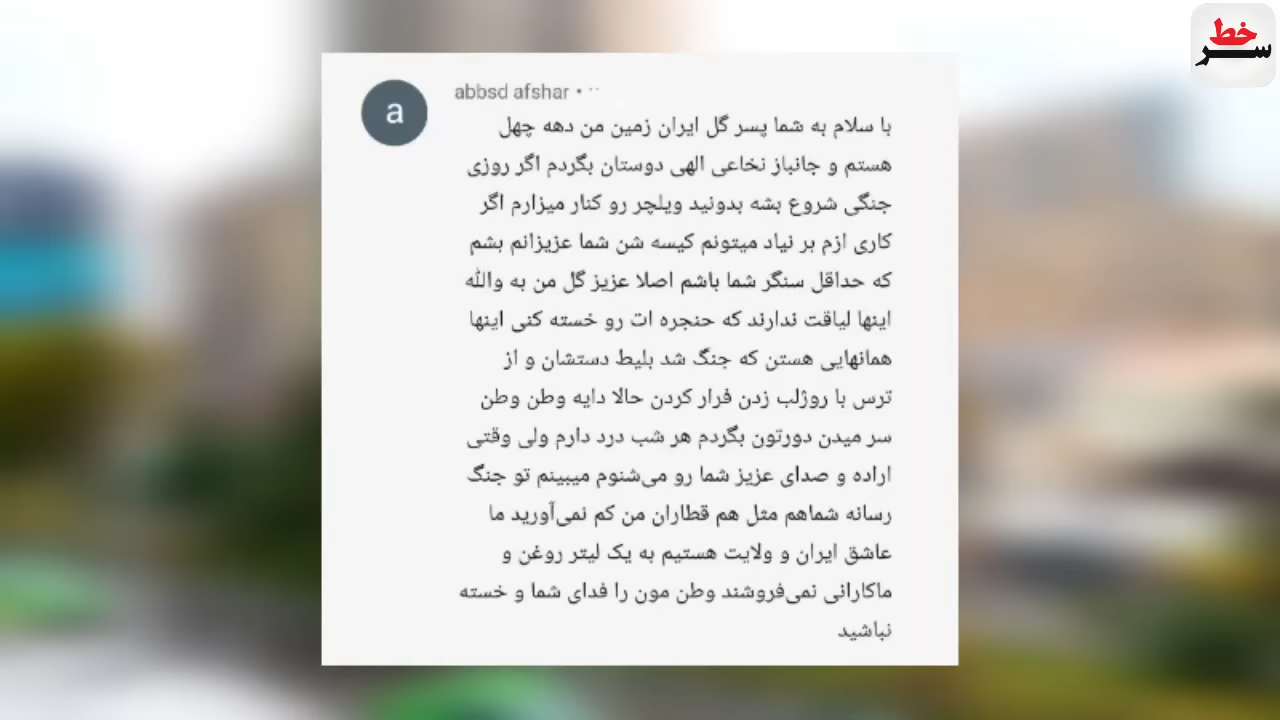 خط
سر
a
abbsd afshar •
با سلام به شما پسر گل ایران زمین من دهه چهل
هستم و جانباز نخاعی الهی دوستان بگردم اگر روزی
جنگی شروع بشه بدونید ویلچر رو کنار میزارم اگر
کاری ازم بر نیاد میتونم کیسه شن شما عزیزانم بشم
که حداقل سنگر شما باشم اصلا عزیز گل من به والله
اینها لیاقت ندارند که حنجره ات رو خسته کنی اینها
همانهایی هستن که جنگ شد بلیط دستشان و از
ترس با روژلب زدن فرار کردن حالا دایه وطن وطن
سر میدن دورتون بگردم هر شب درد دارم ولی وقتی
اراده و صدای عزیز شما رو می‌شنوم میبینم تو جنگ
رسانه شماهم مثل هم قطاران من کم نمی‌آورید ما
عاشق ایران و ولایت هستیم به یک لیتر روغن و
ماکارانی نمی‌فروشند وطن مون را فدای شما و خسته
نباشید